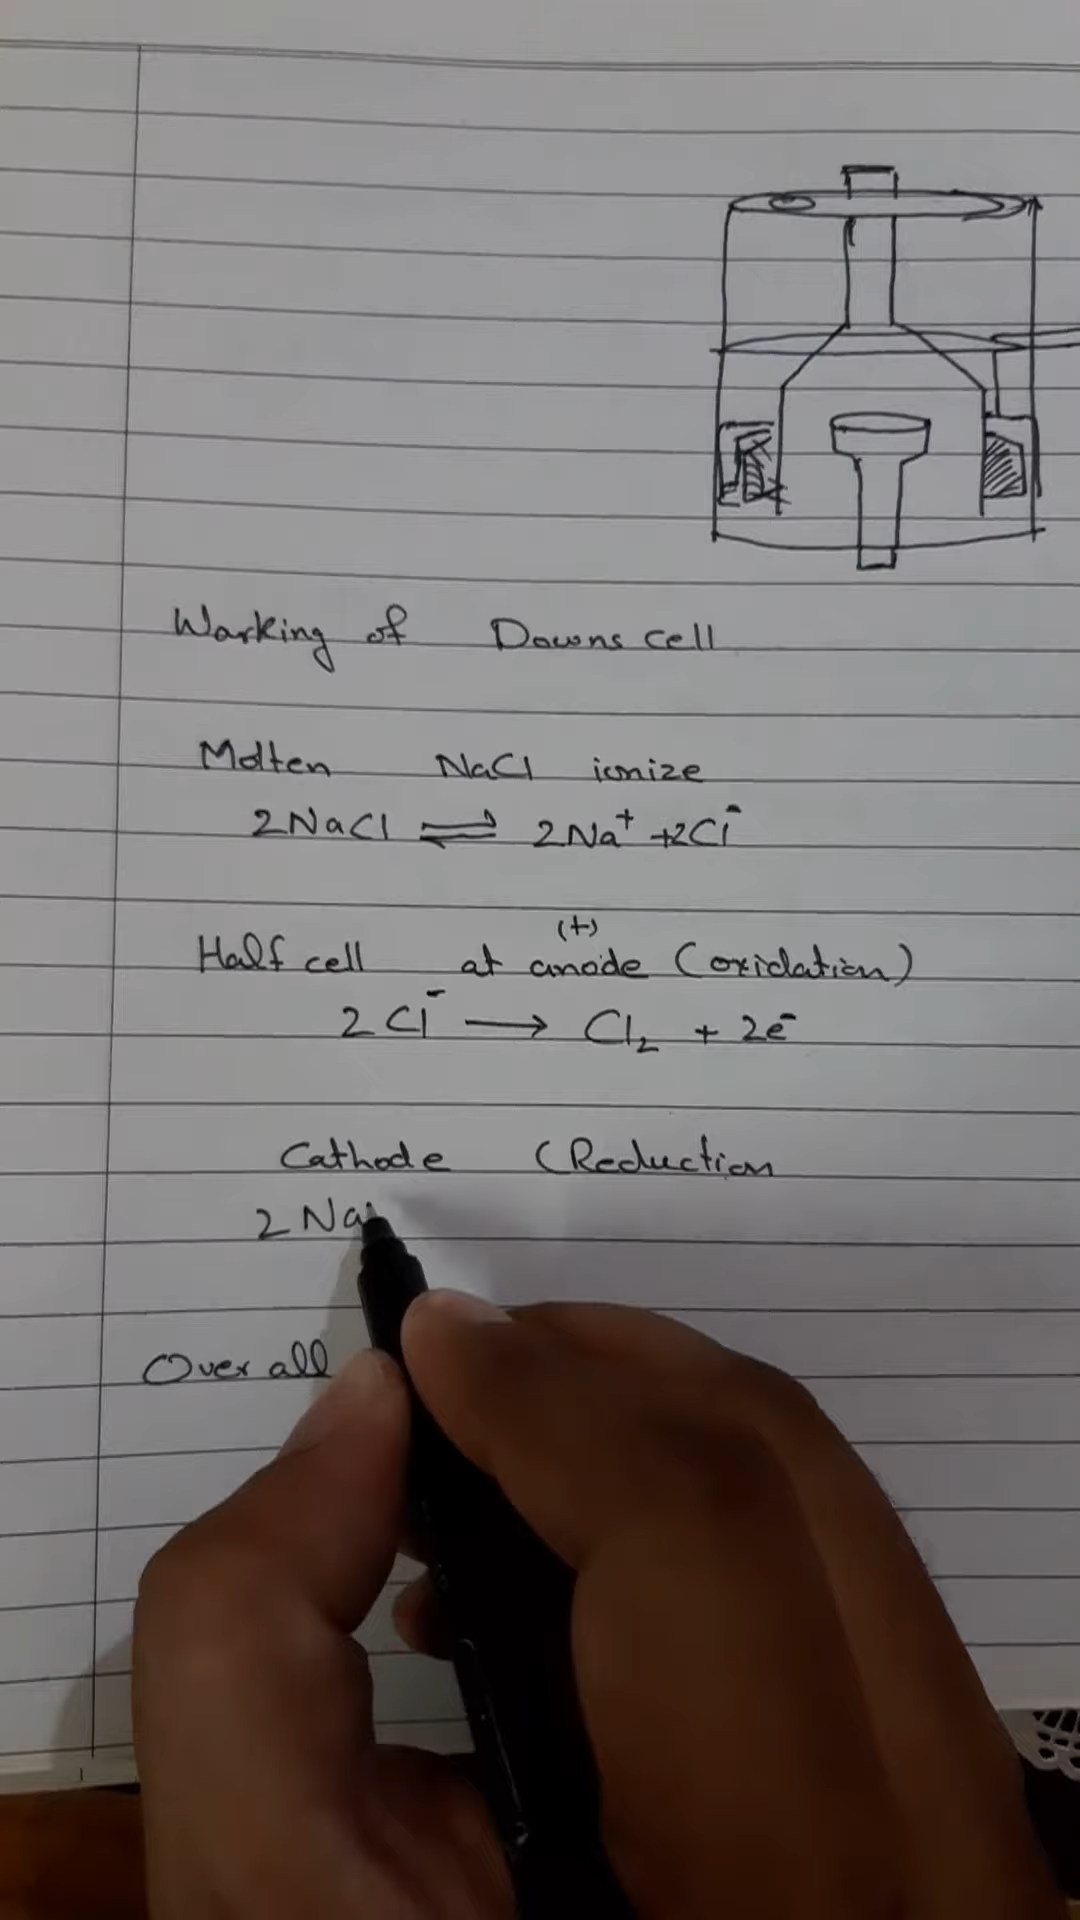 Working of Downs cell
Molten NaCl ionize
2NaCl ⇌ 2Na⁺ +2Cl⁻
(+)
Half cell at anode (oxidation)
2Cl⁻ → Cl₂ + 2e⁻
Cathode (Reduction
2Na
Over all